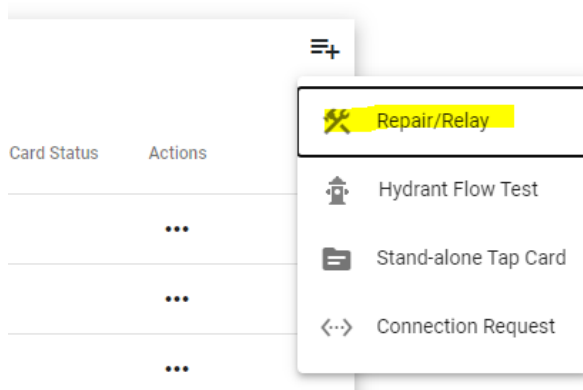 Card Status
Actions
Repair/Relay
Hydrant Flow Test
Stand-alone Tap Card
Connection Request